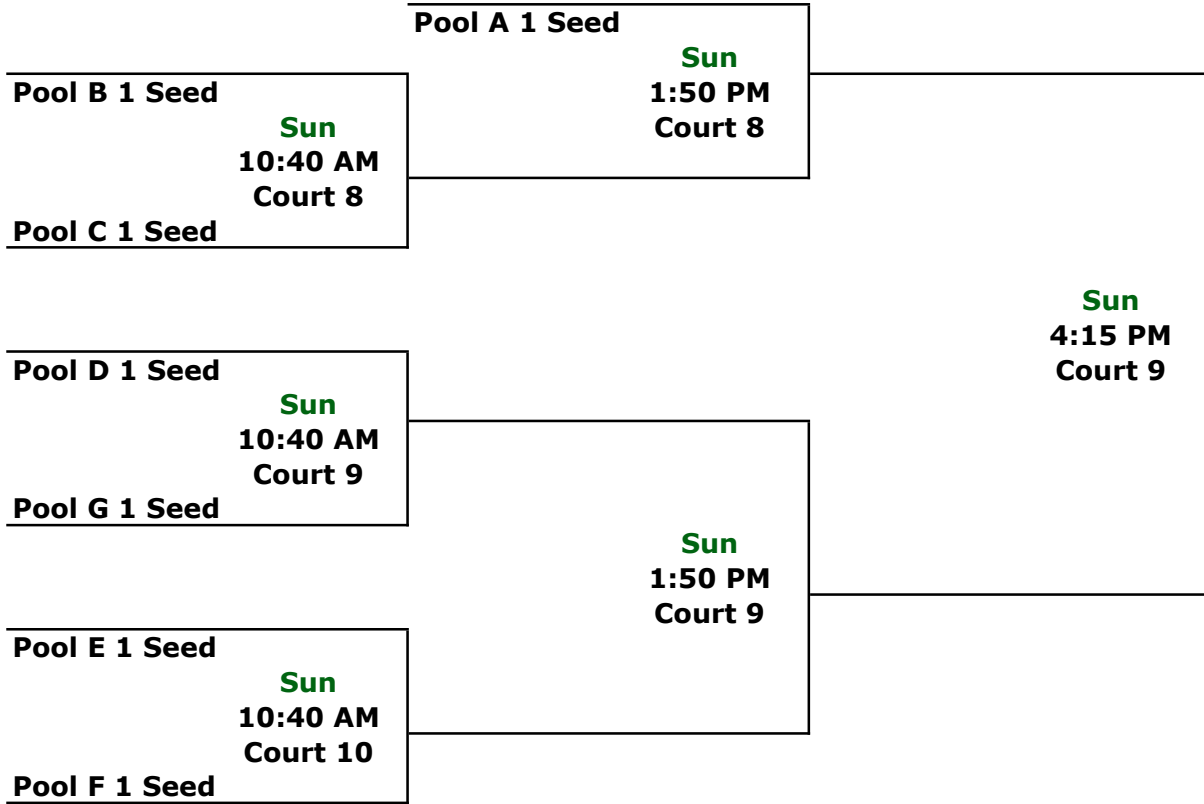 Pool A 1 Seed
Sun
1:50 PM
Court 8
Pool B 1 Seed
Sun
10:40 AM
Court 8
Pool C 1 Seed
Sun
4:15 PM
Court 9
Pool D 1 Seed
Sun
10:40 AM
Court 9
Pool G 1 Seed
Sun
1:50 PM
Court 9
Pool E 1 Seed
Sun
10:40 AM
Court 10
Pool F 1 Seed